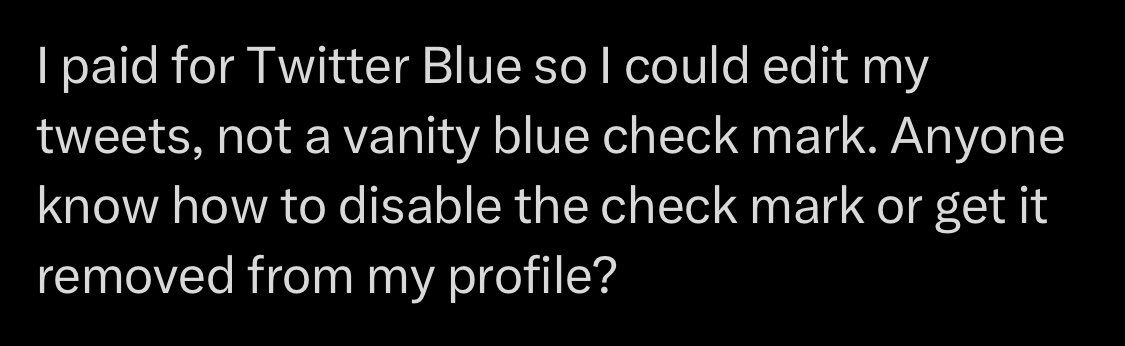 I paid for Twitter Blue so I could edit my
tweets, not a vanity blue check mark. Anyone
know how to disable the check mark or get it
removed from my profile?